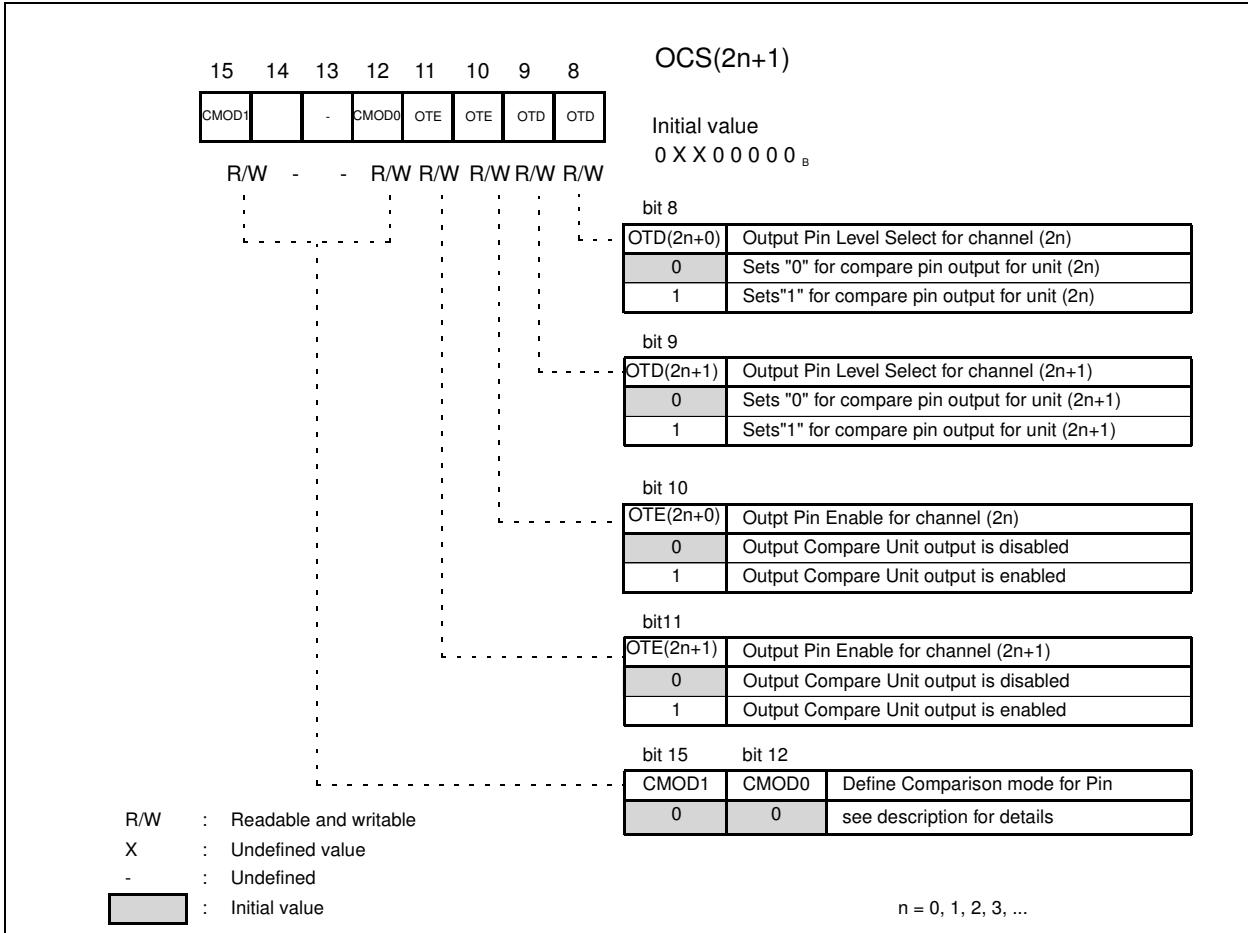 OCS(2n+1)
15 14 13 12 11 10 9 8
CMOD1 - CMOD0 OTE OTE OTD OTD
Initial value
0 X X 0 0 0 0 0 B
R/W - - R/W R/W R/W R/W R/W
bit 8
OTD(2n+0) Output Pin Level Select for channel (2n)
0 Sets "0" for compare pin output for unit (2n)
1 Sets"1" for compare pin output for unit (2n)
bit 9
OTD(2n+1) Output Pin Level Select for channel (2n+1)
0 Sets "0" for compare pin output for unit (2n+1)
1 Sets"1" for compare pin output for unit (2n+1)
bit 10
OTE(2n+0) Outpt Pin Enable for channel (2n)
0 Output Compare Unit output is disabled
1 Output Compare Unit output is enabled
bit11
OTE(2n+1) Output Pin Enable for channel (2n+1)
0 Output Compare Unit output is disabled
1 Output Compare Unit output is enabled
bit 15 bit 12
CMOD1 CMOD0 Define Comparison mode for Pin
0 0 see description for details
R/W : Readable and writable
X : Undefined value
- : Undefined
: Initial value
n = 0, 1, 2, 3, ...